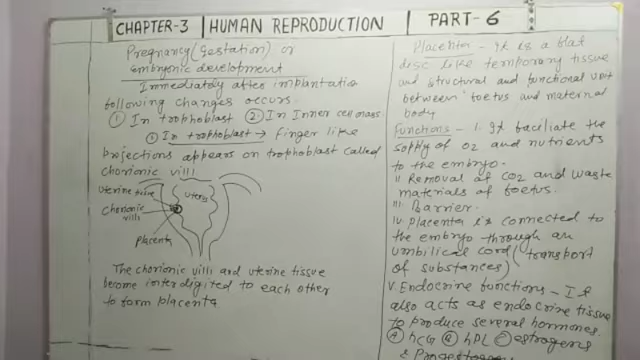 CHAPTER-3 HUMAN REPRODUCTION PART-6
Pregnancy (Gestation) or
embryonic development
Immediately after implantatio
following changes occurs.
① In trophoblast ② In Inner cell mass.
① In trophoblast → Finger like
projections appears on trophoblast called
chorionic villi
uterine tissue
uterus
chorionic
villi
placenta
The chorionic villi and uterine tissue
become interdigited to each other
to form placenta
Placenta - It is a flat
disc like temporary tissue
and structural and functional unit
between foetus and maternal
body
functions - I. It faciliate the
supply of O2 and nutrients
to the embryo.
II Removal of CO2 and waste
materials of foetus.
III. Barrier.
IV. Placenta is connected to
the embryo through an
umbilical cord (transport
of substances)
V. Endocrine functions - It
also acts as endocrine tissue
to produce several hormones.
hCG hPL estrogens
& Progestogens